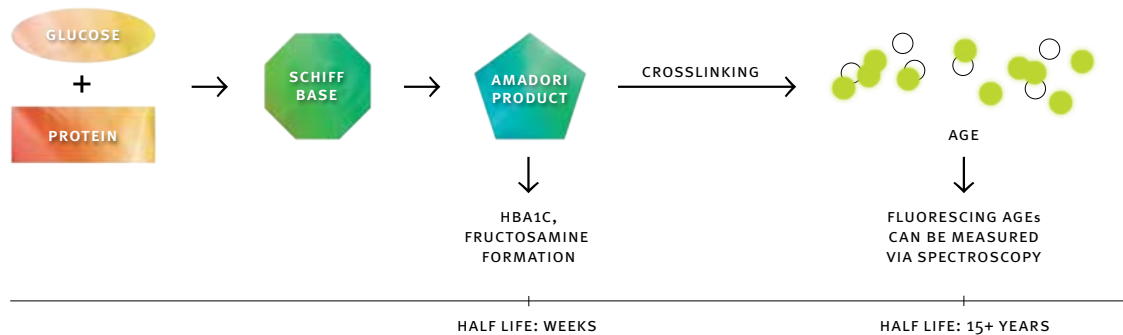 GLUCOSE
+
PROTEIN
SCHIFF
BASE
AMADORI
PRODUCT
CROSSLINKING
AGE
HBA1C,
FRUCTOSAMINE
FORMATION
FLUORESCING AGEs
CAN BE MEASURED
VIA SPECTROSCOPY
HALF LIFE: WEEKS
HALF LIFE: 15+ YEARS